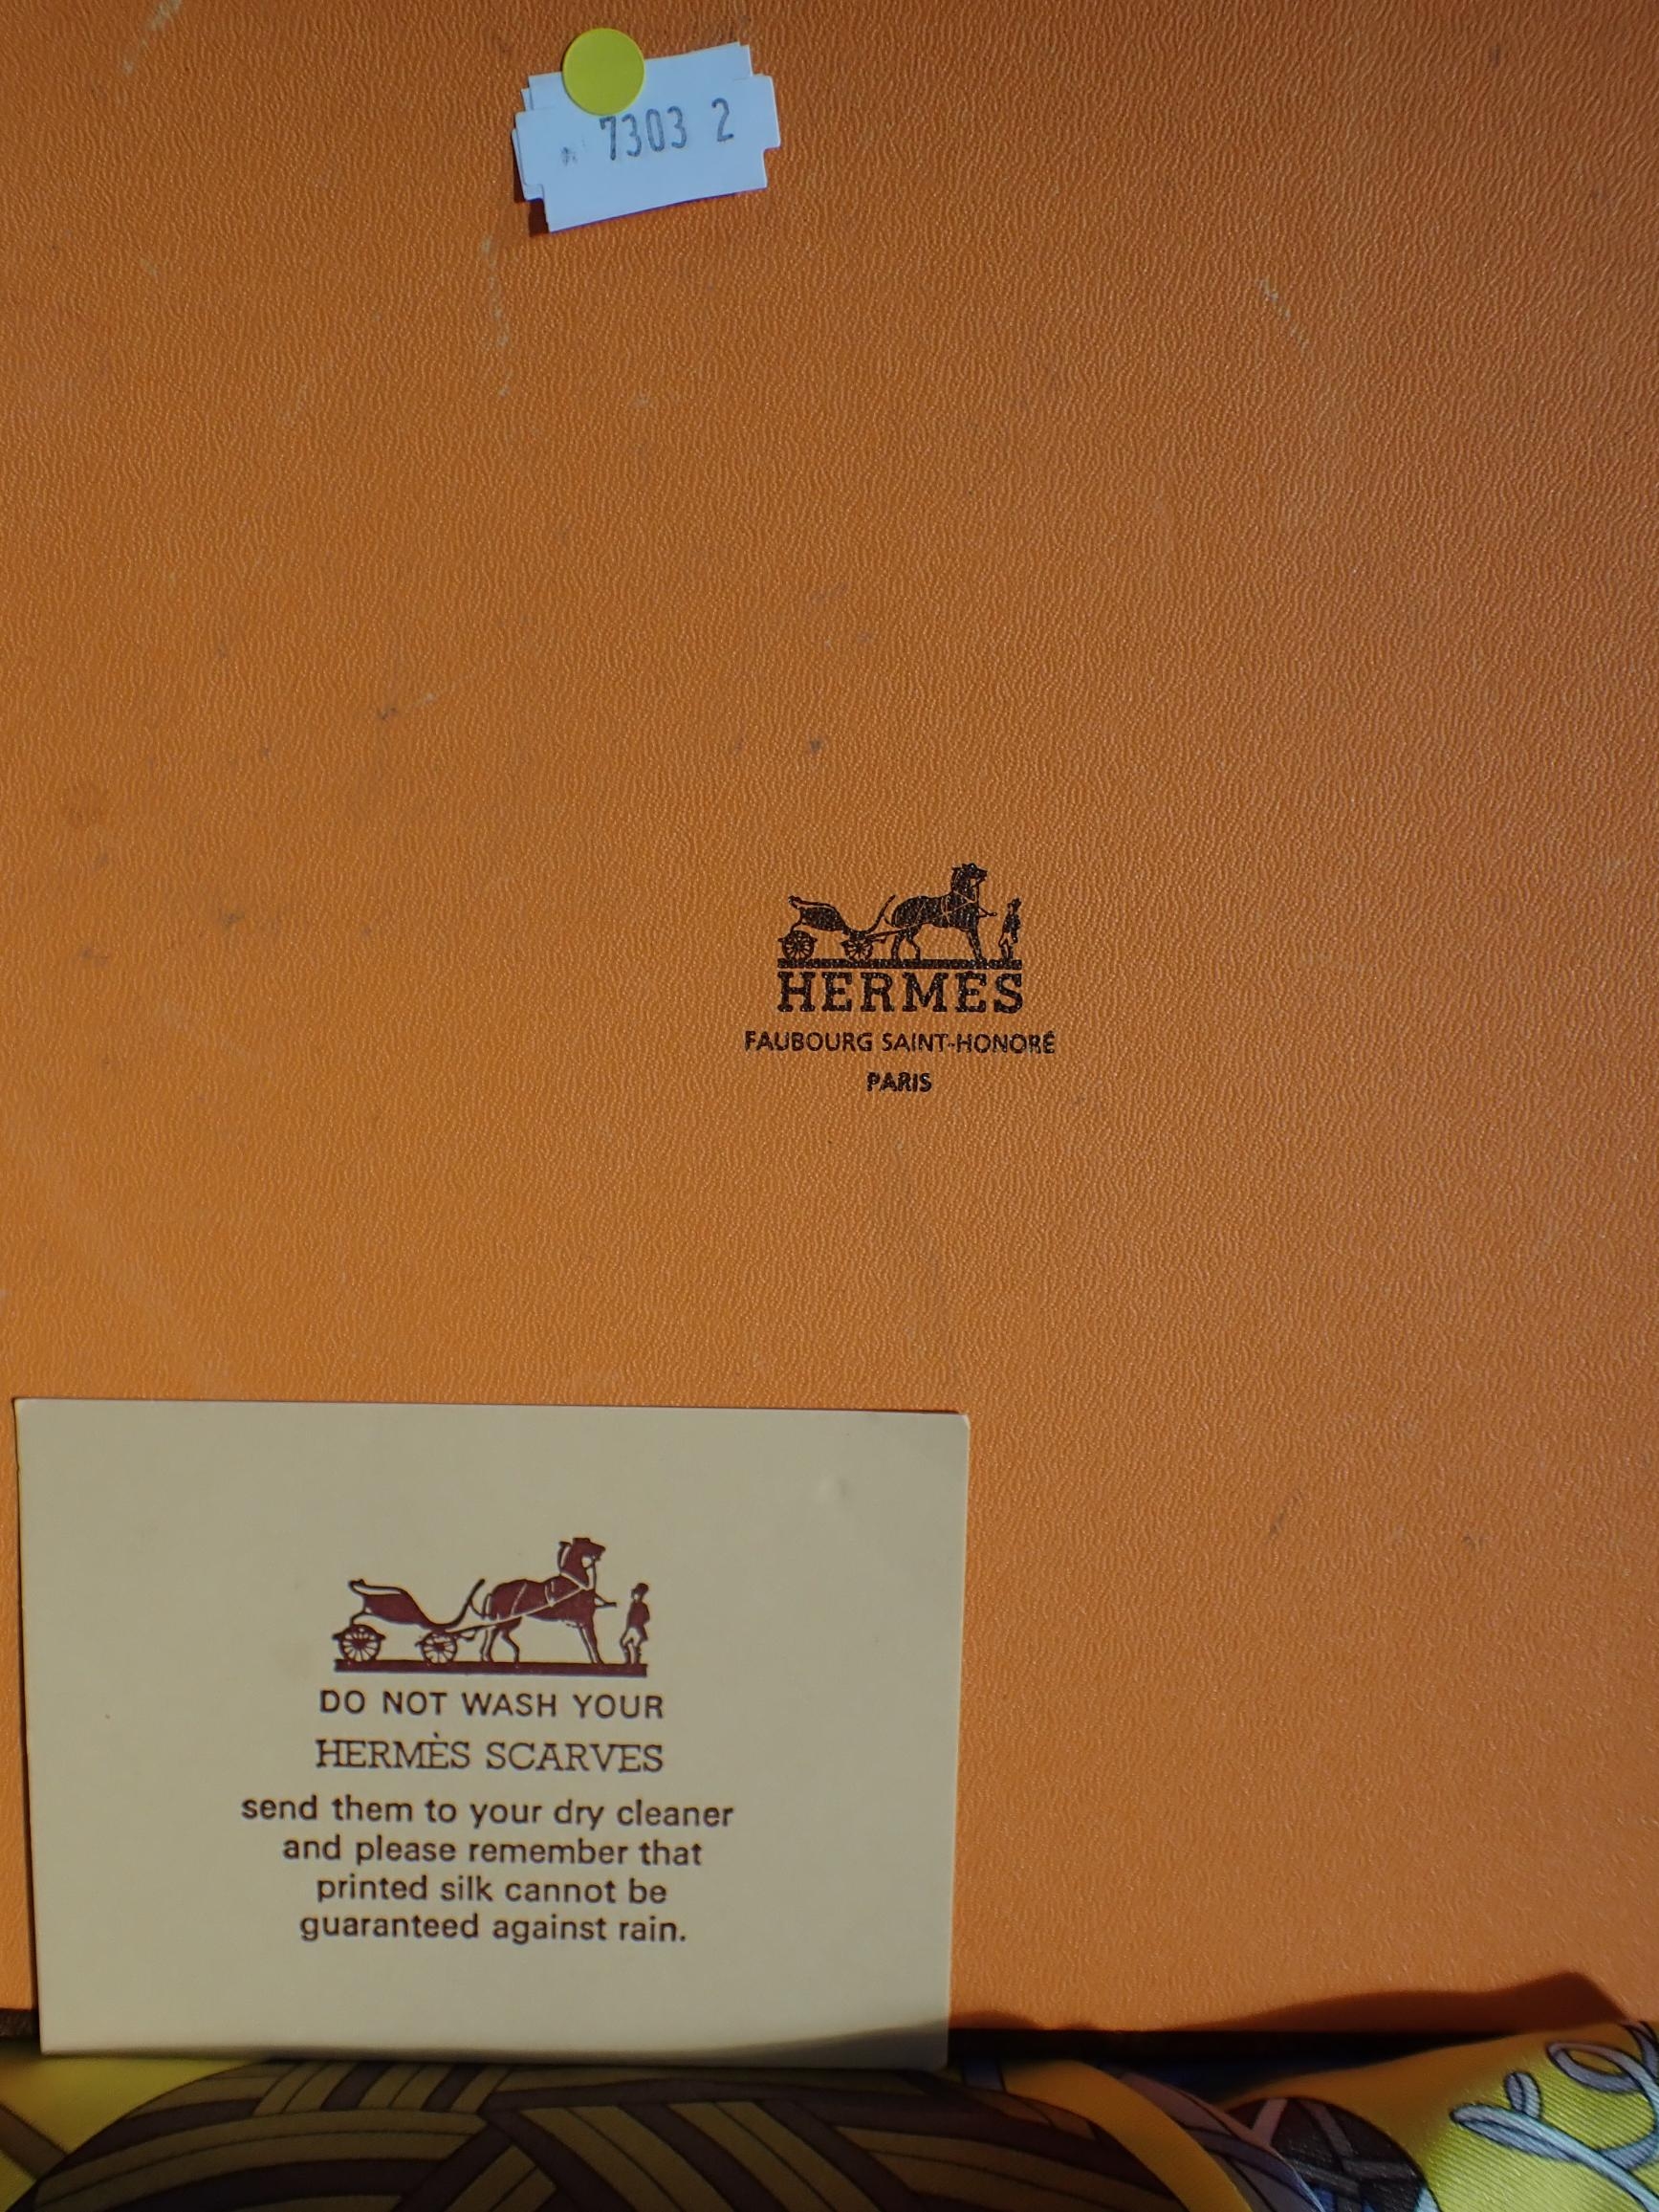 7303 2
HERMÈS
FAUBOURG SAINT-HONORÉ
PARIS
DO NOT WASH YOUR
HERMÈS SCARVES
send them to your dry cleaner
and please remember that
printed silk cannot be
guaranteed against rain.